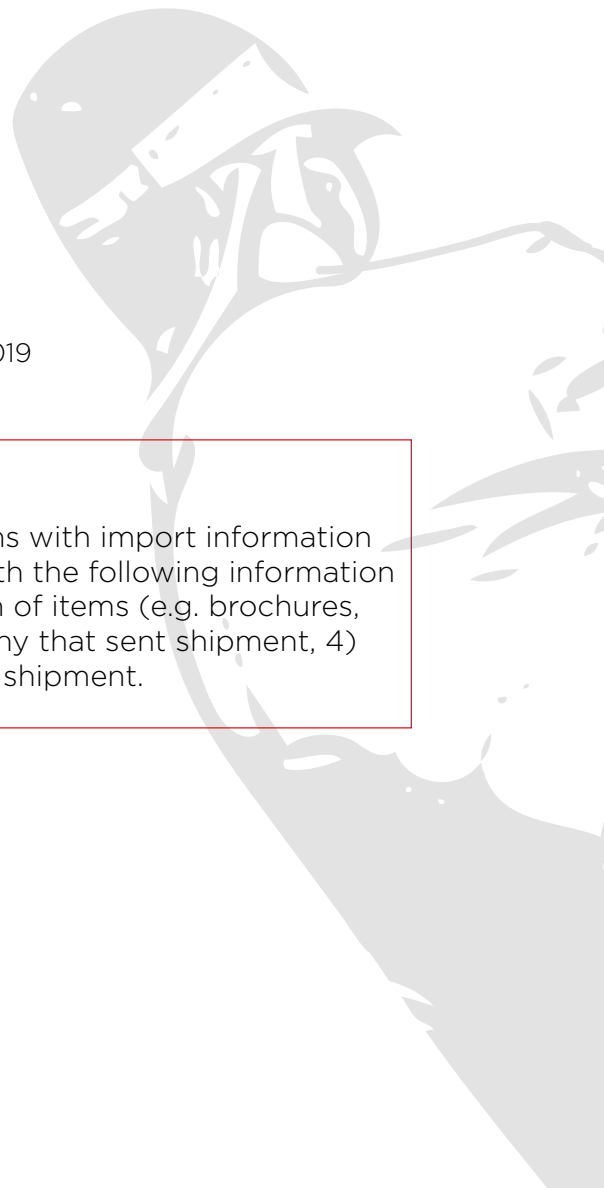 019
ns with import information
th the following information
n of items (e.g. brochures,
ny that sent shipment, 4)
shipment.